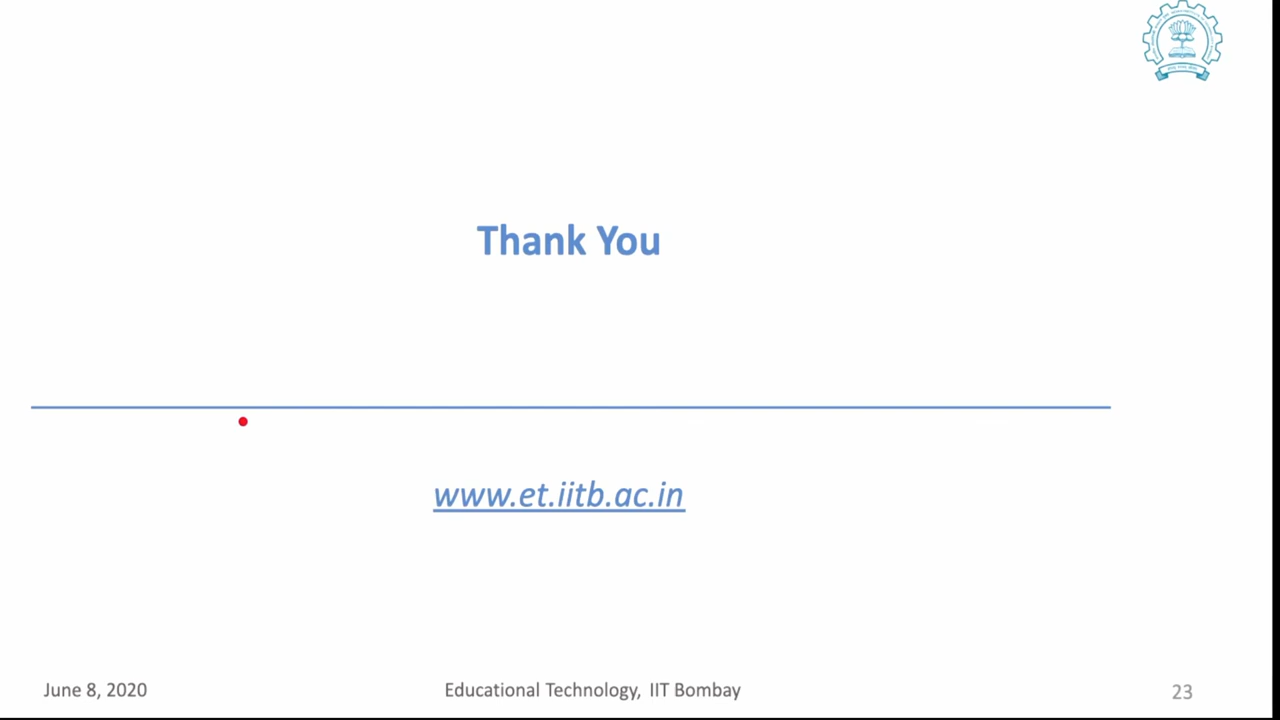 Thank You
www.et.iitb.ac.in
June 8, 2020
Educational Technology, IIT Bombay
23